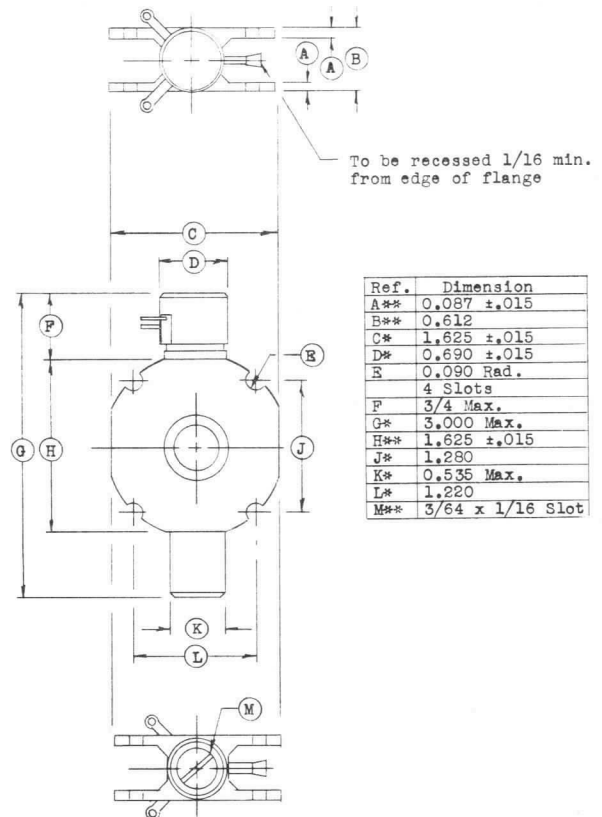 A
A
B
To be recessed 1/16 min.
from edge of flange
C
D
F
E
G
H
J
K
L
M
Ref. Dimension
A** 0.087 ±.015
B** 0.612
C* 1.625 ±.015
D* 0.690 ±.015
E 0.090 Rad.
4 Slots
F 3/4 Max.
G* 3.000 Max.
H** 1.625 ±.015
J* 1.280
K* 0.535 Max.
L* 1.220
M** 3/64 x 1/16 Slot